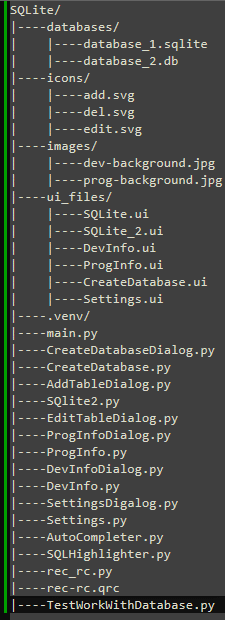 SQLite/
|----databases/
|    |----database_1.sqlite
|    |----database_2.db
|----icons/
|    |----add.svg
|    |----del.svg
|    |----edit.svg
|----images/
|    |----dev-background.jpg
|    |----prog-background.jpg
|----ui_files/
|    |----SQLite.ui
|    |----SQLite_2.ui
|    |----DevInfo.ui
|    |----ProgInfo.ui
|    |----CreateDatabase.ui
|    |----Settings.ui
|----.venv/
|----main.py
|----CreateDatabaseDialog.py
|----CreateDatabase.py
|----AddTableDialog.py
|----SQlite2.py
|----EditTableDialog.py
|----ProgInfoDialog.py
|----ProgInfo.py
|----DevInfoDialog.py
|----DevInfo.py
|----SettingsDigalog.py
|----Settings.py
|----AutoCompleter.py
|----SQLHighlighter.py
|----rec_rc.py
|----rec-rc.qrc
|----TestWorkWithDatabase.py